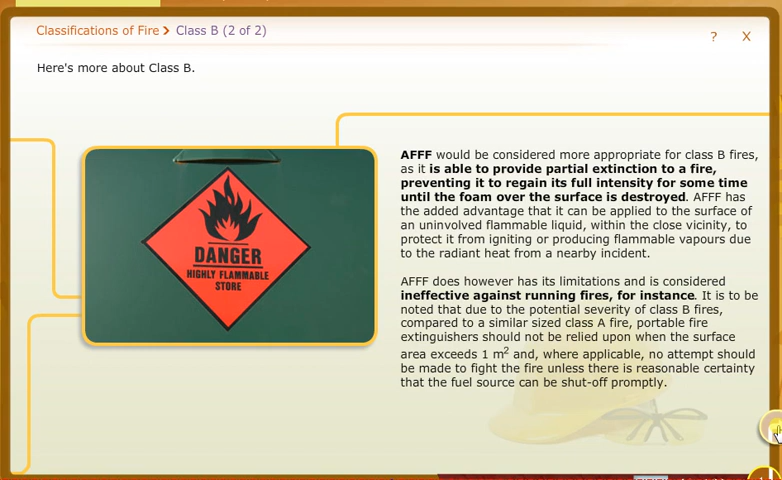 Classifications of Fire > Class B (2 of 2)
? X
Here's more about Class B.
DANGER
HIGHLY FLAMMABLE
STORE
AFFF would be considered more appropriate for class B fires,
as it is able to provide partial extinction to a fire,
preventing it to regain its full intensity for some time
until the foam over the surface is destroyed. AFFF has
the added advantage that it can be applied to the surface of
an uninvolved flammable liquid, within the close vicinity, to
protect it from igniting or producing flammable vapours due
to the radiant heat from a nearby incident.
AFFF does however has its limitations and is considered
ineffective against running fires, for instance. It is to be
noted that due to the potential severity of class B fires,
compared to a similar sized class A fire, portable fire
extinguishers should not be relied upon when the surface
area exceeds 1 m² and, where applicable, no attempt should
be made to fight the fire unless there is reasonable certainty
that the fuel source can be shut-off promptly.